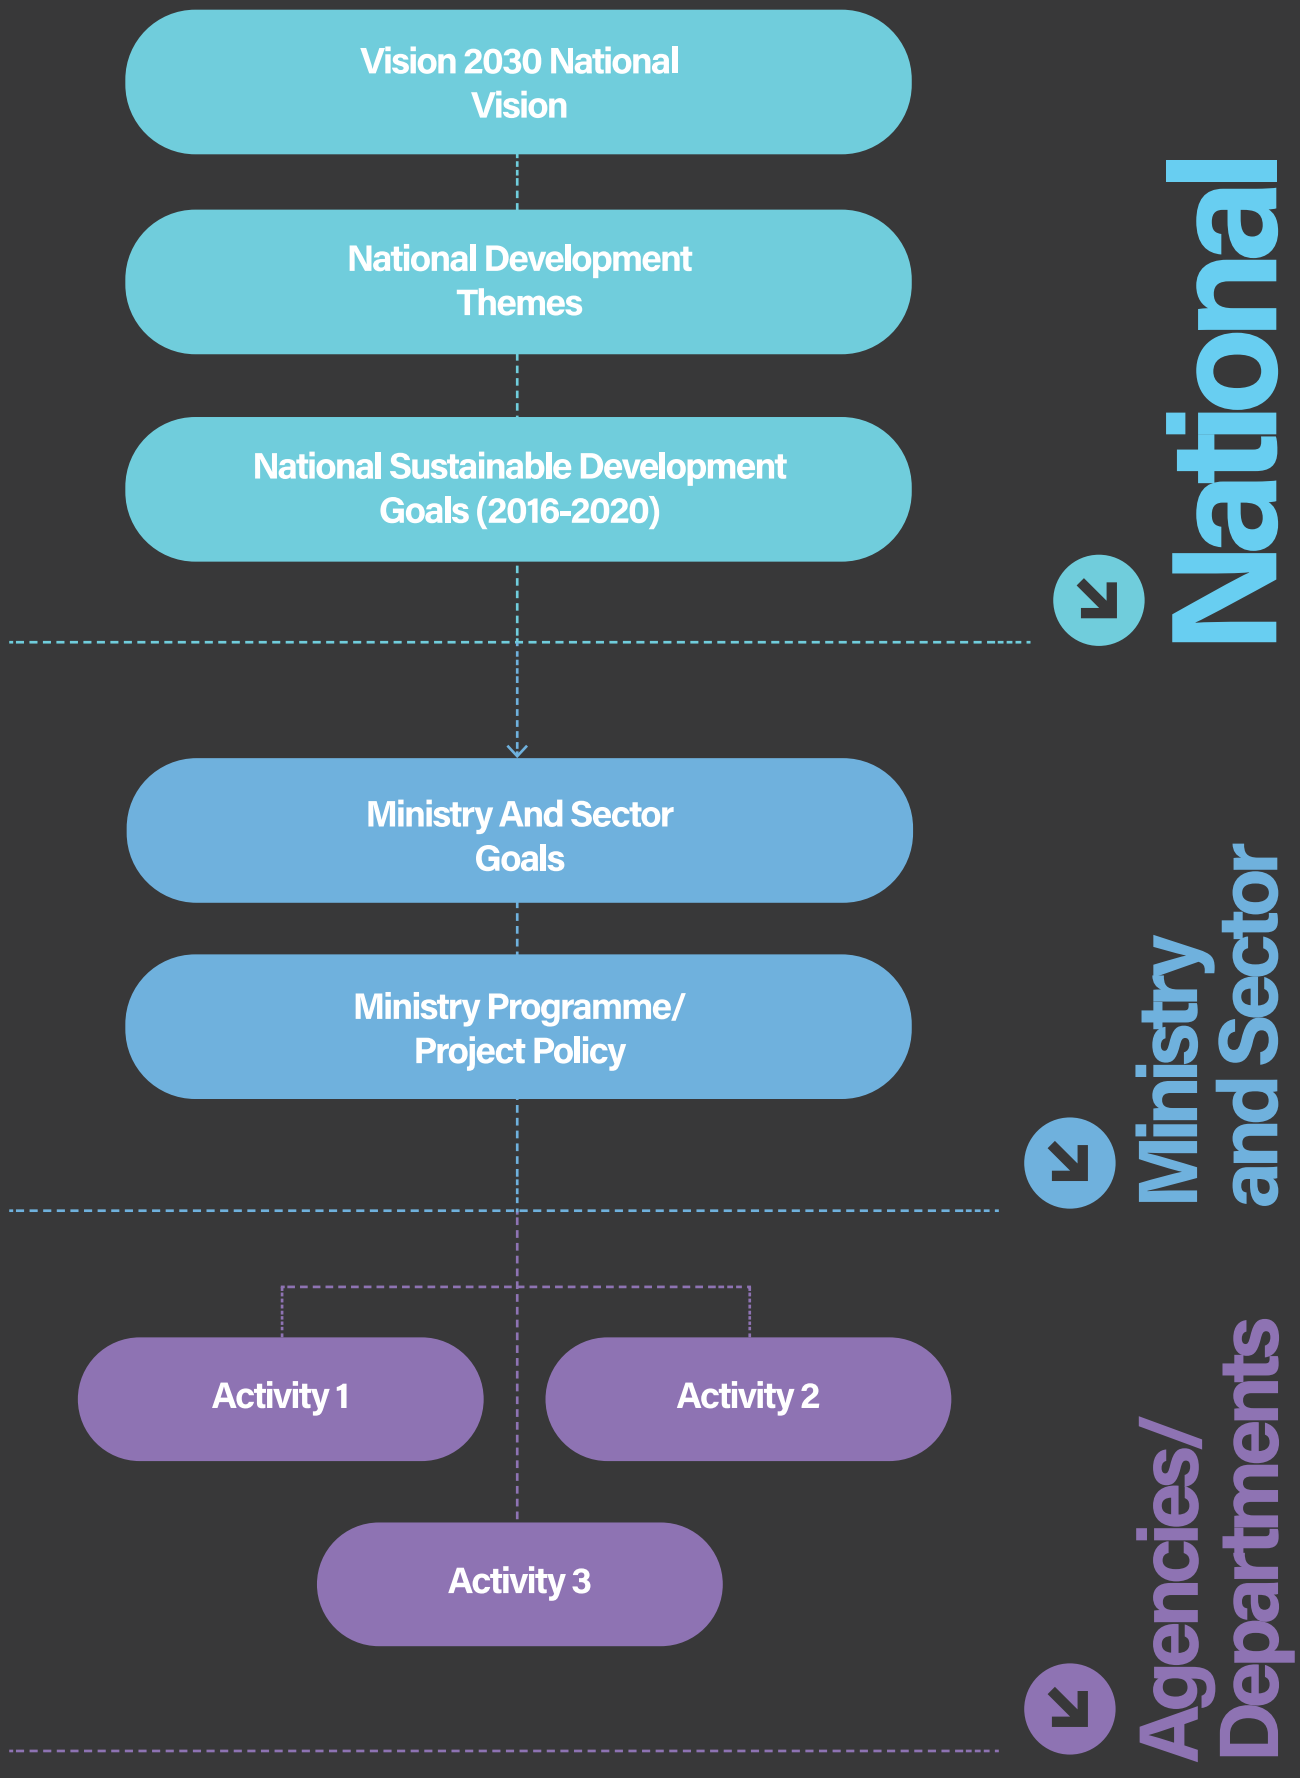 Vision 2030 National
Vision
National Development
Themes
National Sustainable Development
Goals (2016-2020)
National
Ministry And Sector
Goals
Ministry Programme/
Project Policy
Ministry
and Sector
Activity 1
Activity 2
Activity 3
Agencies/
Departments